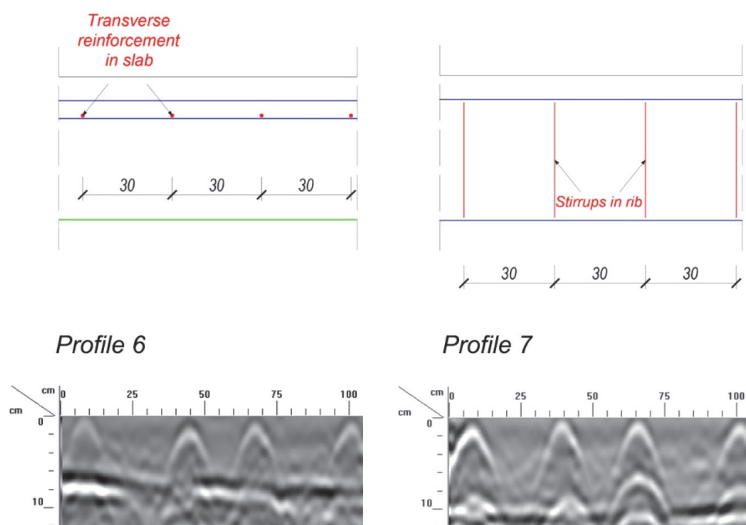 Transverse
reinforcement
in slab
30
30
30
Stirrups in rib
30
30
30
Profile 6
Profile 7
cm
0
25
50
75
100
cm
0
10
cm
0
25
50
75
100
cm
0
10